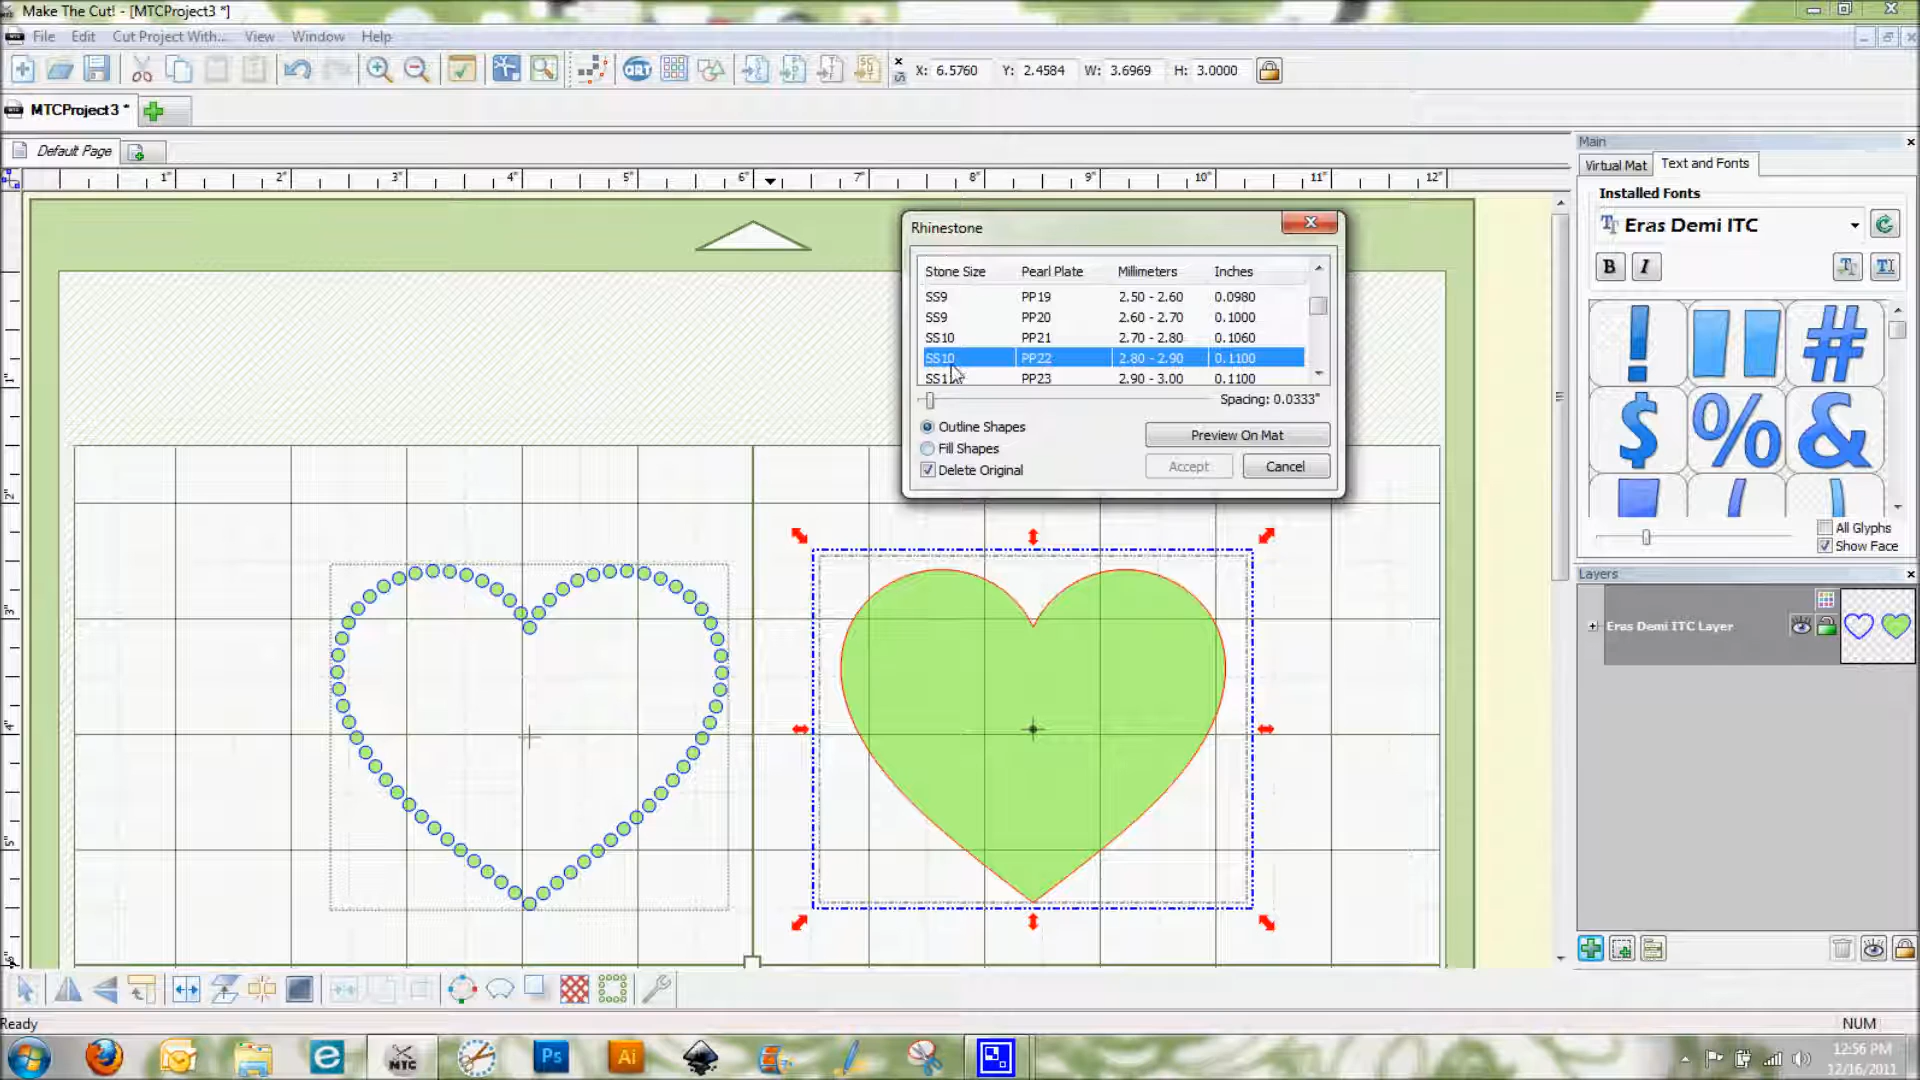 Make The Cut! - [MTCProject3 *]
File Edit Cut Project With... View Window Help
X: 6.5760 Y: 2.4584 W: 3.6969 H: 3.0000
MTCProject3 *
Default Page
1" 2" 3" 4" 5" 6" 7" 8" 9" 10" 11" 12"
1"
2"
3"
4"
5"
Rhinestone
Stone Size Pearl Plate Millimeters Inches
SS9 PP19 2.50 - 2.60 0.0980
SS9 PP20 2.60 - 2.70 0.1000
SS10 PP21 2.70 - 2.80 0.1060
SS10 PP22 2.80 - 2.90 0.1100
PP23 2.90 - 3.00 0.1100
Spacing: 0.0333"
Outline Shapes
Fill Shapes
Delete Original
Preview On Mat
Accept Cancel
Main
Virtual Mat Text and Fonts
Installed Fonts
Eras Demi ITC
B I
! " #
$ % &
All Glyphs
Show Face
Layers
Eras Demi ITC Layer
Ready
NUM
MTC
Ps
Ai
12:56 PM
12/16/2011